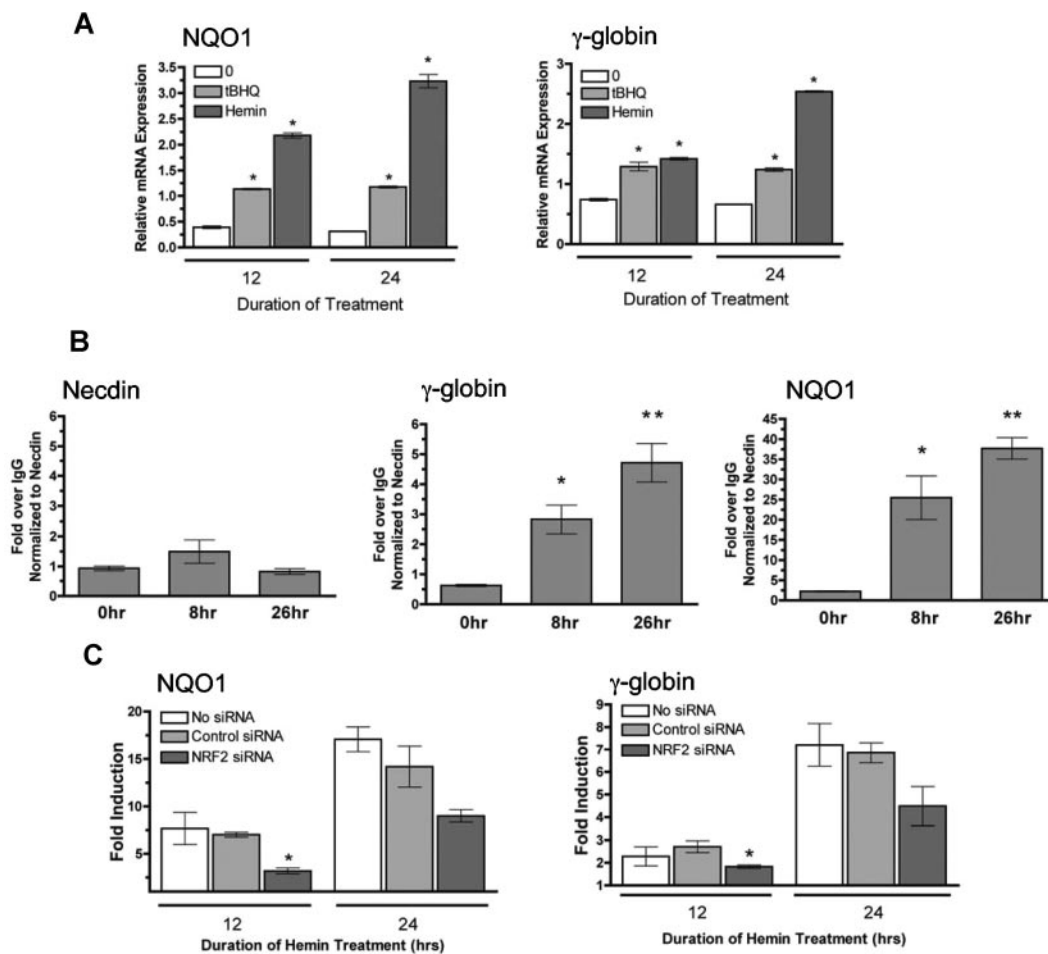 A
NQO1
Relative mRNA Expression
3.5
3.0
2.5
2.0
1.5
1.0
0.5
0.0
0
tBHQ
Hemin
*
*
*
*
12
24
Duration of Treatment
γ-globin
Relative mRNA Expression
3
2
1
0
0
tBHQ
Hemin
*
*
*
*
12
24
Duration of Treatment
B
Necdin
Fold over IgG
Normalized to Necdin
6
5
4
3
2
1
0
0hr
8hr
26hr
γ-globin
Fold over IgG
Normalized to Necdin
6
5
4
3
2
1
0
*
**
0hr
8hr
26hr
NQO1
Fold over IgG
Normalized to Necdin
45
40
35
30
25
20
15
10
5
0
*
**
0hr
8hr
26hr
C
NQO1
Fold Induction
20
15
10
5
No siRNA
Control siRNA
NRF2 siRNA
*
12
24
Duration of Hemin Treatment (hrs)
γ-globin
Fold Induction
9
8
7
6
5
4
3
2
1
No siRNA
Control siRNA
NRF2 siRNA
*
12
24
Duration of Hemin Treatment (hrs)